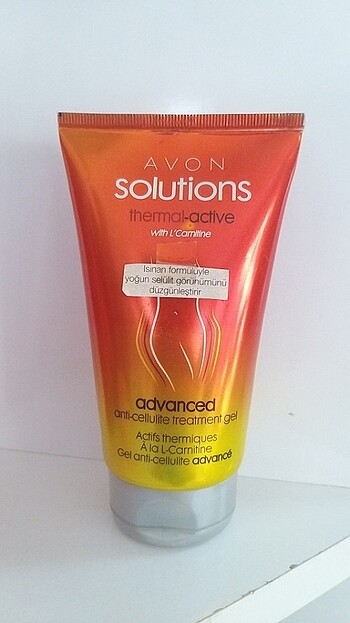 AVON
solutions
thermal-active
with L'Carnitine
Isınan formülüyle
yoğun selülit görünümünü
düzgünleştirir
advanced
anti-cellulite treatment gel
Actifs thermiques
À la L-Carnitine
Gel anti-cellulite advancé